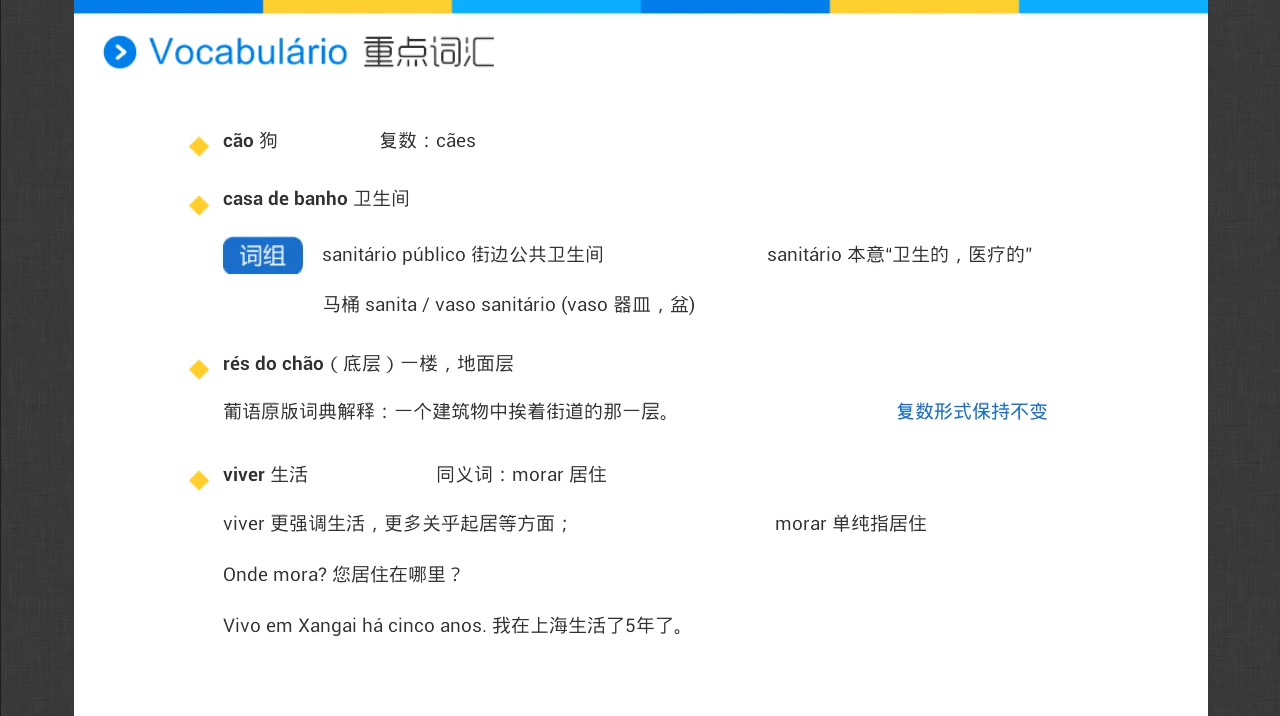 Vocabulário 重点词汇
cão 狗 复数：cães
casa de banho 卫生间
词组 sanitário público 街边公共卫生间 sanitário 本意“卫生的，医疗的”
马桶 sanita / vaso sanitário (vaso 器皿，盆)
rés do chão（底层）一楼，地面层
葡语原版词典解释：一个建筑物中挨着街道的那一层。 复数形式保持不变
viver 生活 同义词：morar 居住
viver 更强调生活，更多关乎起居等方面； morar 单纯指居住
Onde mora? 您居住在哪里？
Vivo em Xangai há cinco anos. 我在上海生活了5年了。